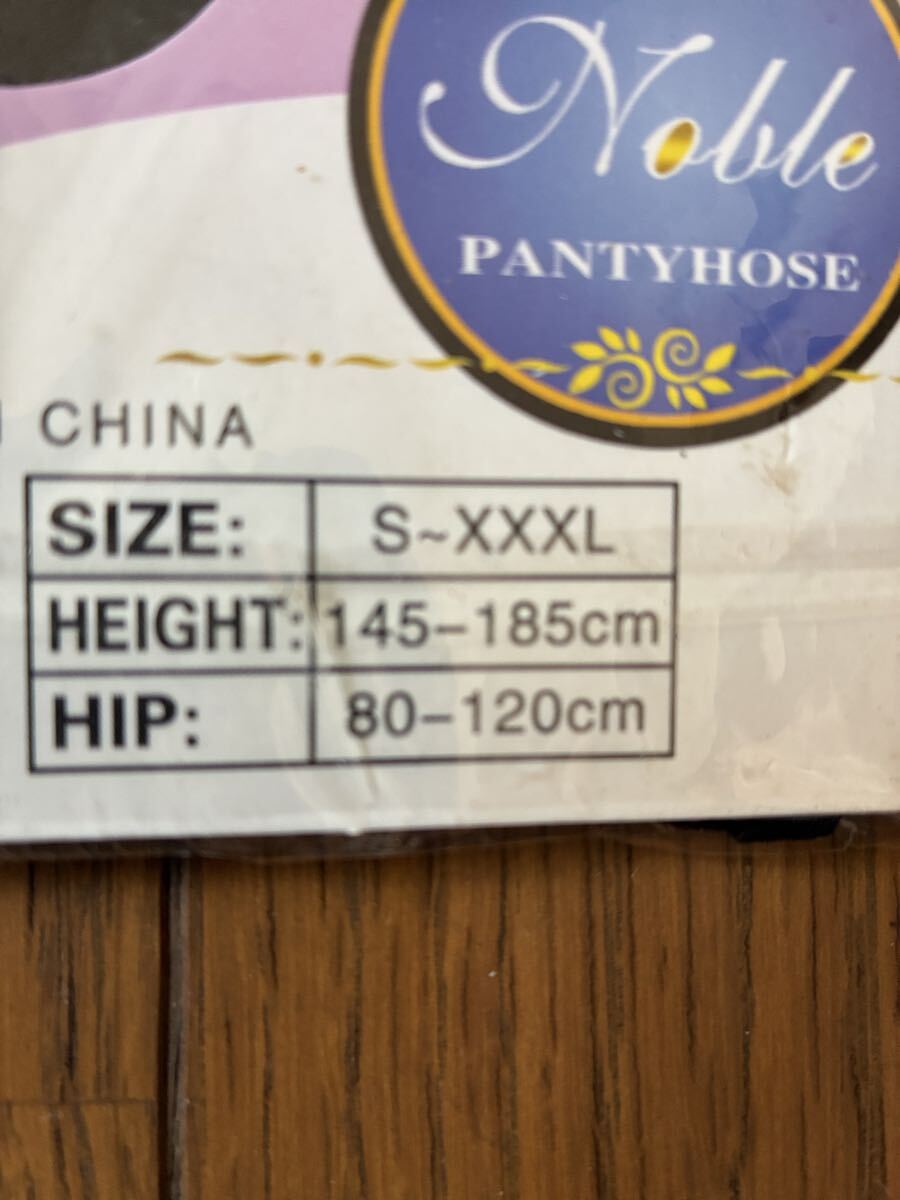 Noble
PANTYHOSE
CHINA
SIZE: S~XXXL
HEIGHT: 145-185cm
HIP: 80-120cm